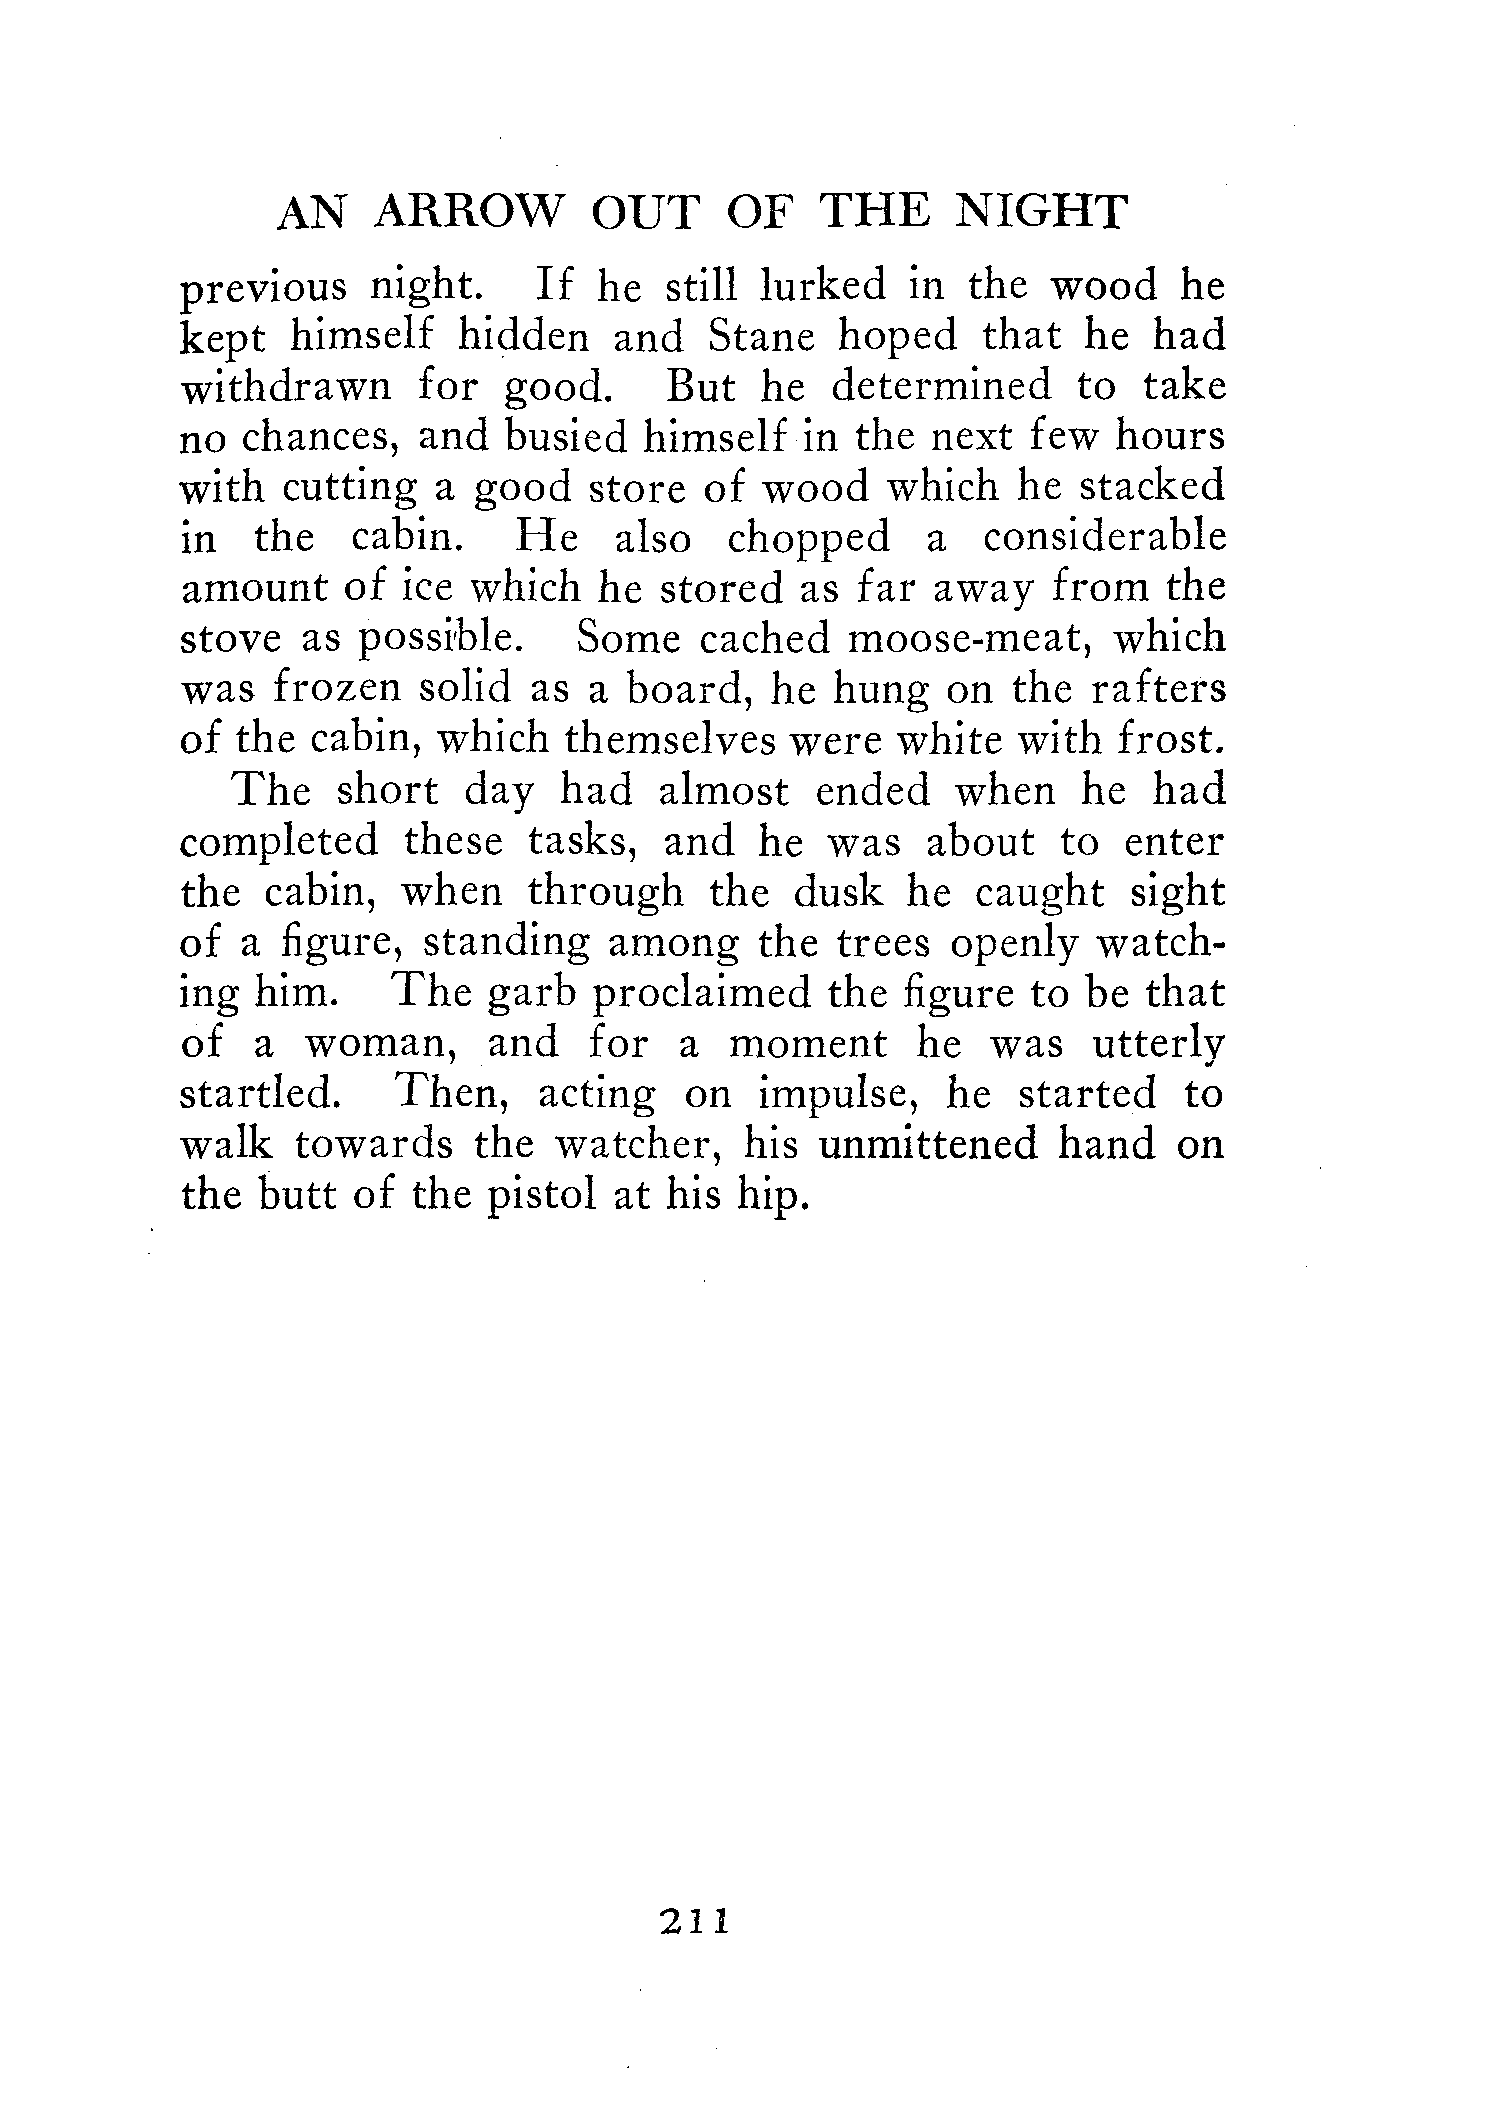 AN ARROW OUT OF THE NIGHT
previous night. If he still lurked in the wood he
kept himself hidden and Stane hoped that he had
withdrawn for good. But he determined to take
no chances, and busied himself in the next few hours
with cutting a good store of wood which he stacked
in the cabin. He also chopped a considerable
amount of ice which he stored as far away from the
stove as possible. Some cached moose-meat, which
was frozen solid as a board, he hung on the rafters
of the cabin, which themselves were white with frost.
The short day had almost ended when he had
completed these tasks, and he was about to enter
the cabin, when through the dusk he caught sight
of a figure, standing among the trees openly watch-
ing him. The garb proclaimed the figure to be that
of a woman, and for a moment he was utterly
startled. Then, acting on impulse, he started to
walk towards the watcher, his unmittened hand on
the butt of the pistol at his hip.
211